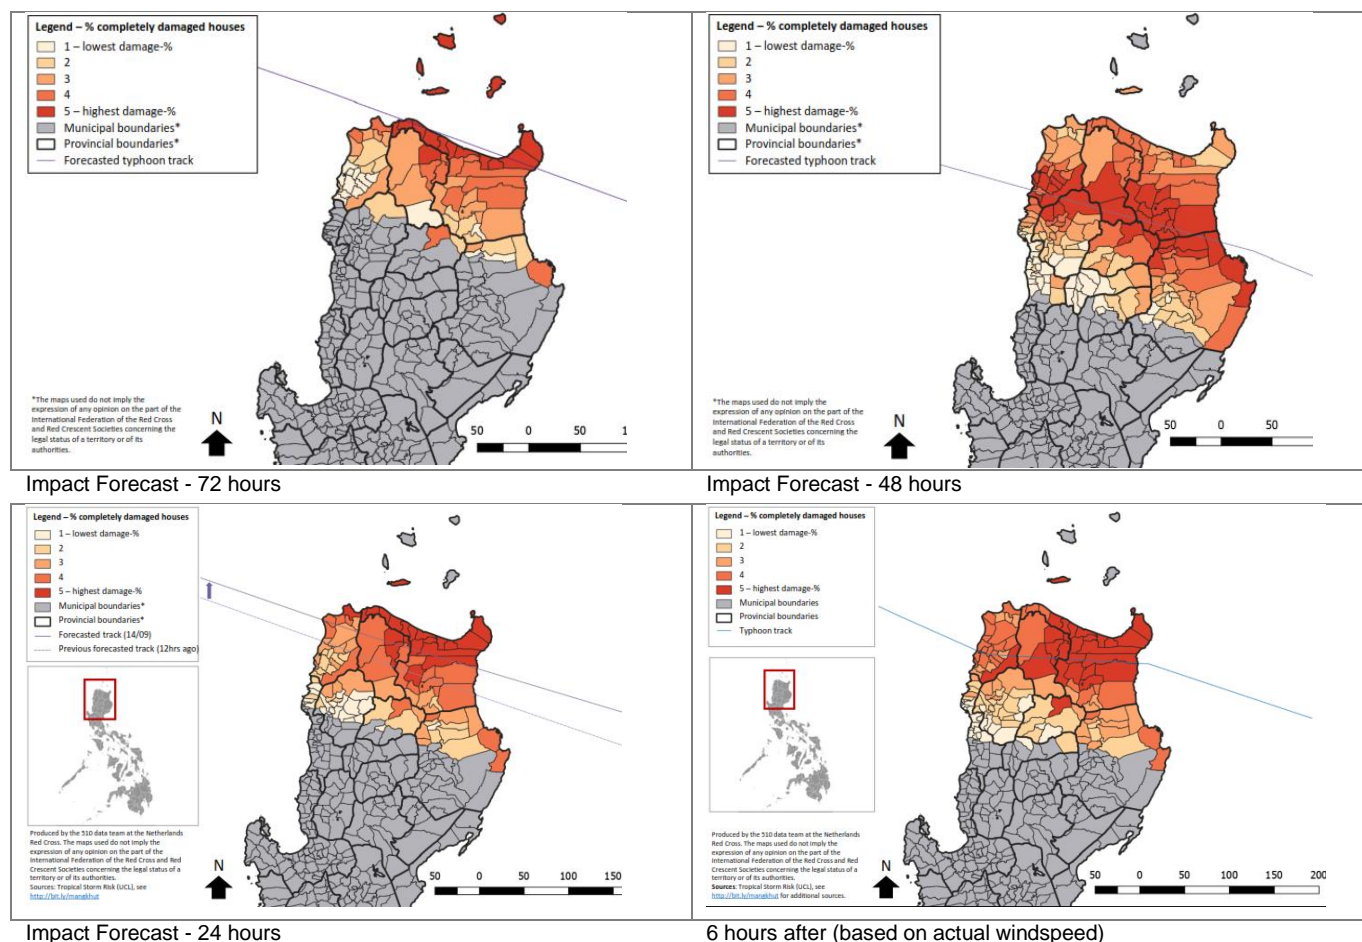 Legend – % completely damaged houses
1 – lowest damage-%
2
3
4
5 – highest damage-%
Municipal boundaries*
Provincial boundaries*
Forecasted typhoon track
*The maps used do not imply the
expression of any opinion on the part of the
International Federation of the Red Cross
and Red Crescent Societies concerning the
legal status of a territory or of its
authorities.
N
50 0 50 1
Impact Forecast - 72 hours
Legend – % completely damaged houses
1 – lowest damage-%
2
3
4
5 – highest damage-%
Municipal boundaries*
Provincial boundaries*
Forecasted typhoon track
*The maps used do not imply the
expression of any opinion on the part of the
International Federation of the Red Cross
and Red Crescent Societies concerning the
legal status of a territory or of its
authorities.
N
50 0 50
Impact Forecast - 48 hours
Legend – % completely damaged houses
1 – lowest damage-%
2
3
4
5 – highest damage-%
Municipal boundaries*
Provincial boundaries*
Forecasted track (14/09)
Previous forecasted track (12hrs ago)
Produced by the 510 data team at the Netherlands
Red Cross. The maps used do not imply the
expression of any opinion on the part of the
International Federation of the Red Cross and Red
Crescent Societies concerning the legal status of a
territory or of its authorities.
Sources: Tropical Storm Risk (UCL), see
http://bit.ly/mangkhut
N
50 0 50 100 150
Impact Forecast - 24 hours
Legend – % completely damaged houses
1 – lowest damage-%
2
3
4
5 – highest damage-%
Municipal boundaries
Provincial boundaries
Typhoon track
Produced by the 510 data team at the Netherlands
Red Cross. The maps used do not imply the
expression of any opinion on the part of the
International Federation of the Red Cross and Red
Crescent Societies concerning the legal status of a
territory or of its authorities.
Sources: Tropical Storm Risk (UCL), see
http://bit.ly/mangkhut for additional sources.
N
50 0 50 100 150 200
6 hours after (based on actual windspeed)